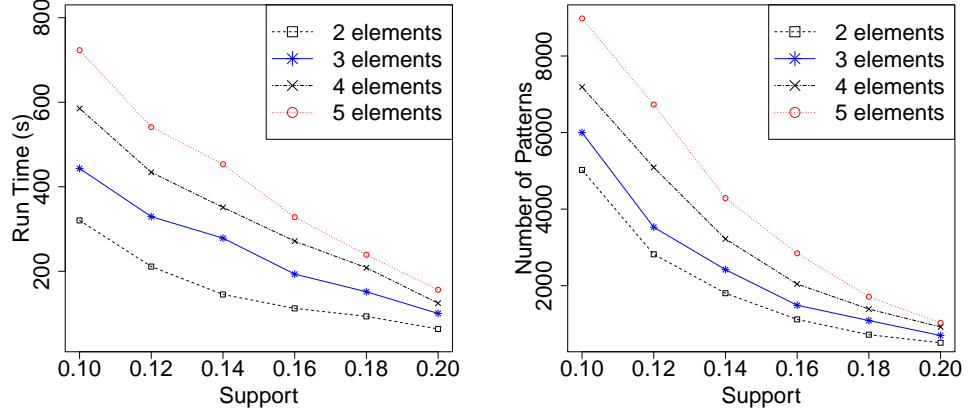 2 elements
3 elements
4 elements
5 elements
Run Time (s)
800
600
400
200
0.10 0.12 0.14 0.16 0.18 0.20
Support
2 elements
3 elements
4 elements
5 elements
Number of Patterns
8000
6000
4000
2000
0.10 0.12 0.14 0.16 0.18 0.20
Support